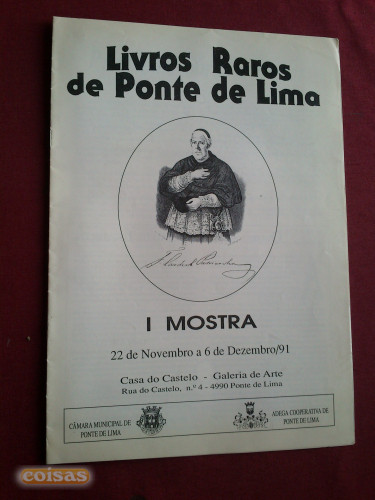 Livros Raros
de Ponte de Lima
I MOSTRA
22 de Novembro a 6 de Dezembro/91
Casa do Castelo - Galeria de Arte
Rua do Castelo, n.º 4 - 4990 Ponte de Lima
CÂMARA MUNICIPAL DE
PONTE DE LIMA
ADEGA COOPERATIVA DE
PONTE DE LIMA
coisas